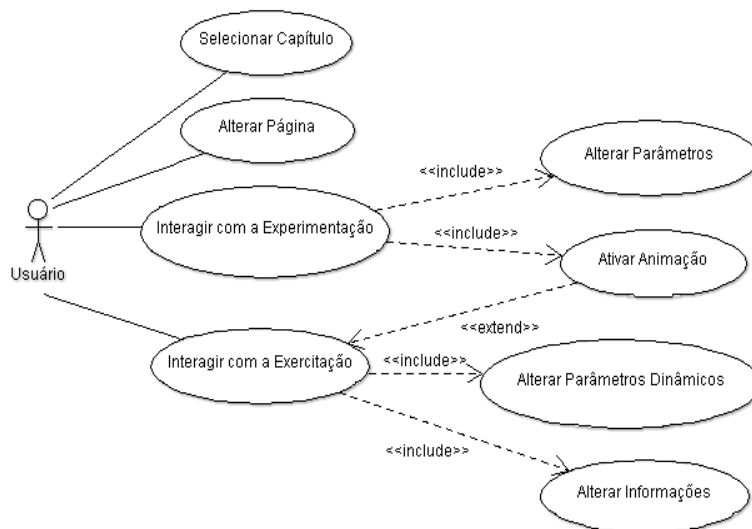 Selecionar Capítulo
Alterar Página
Alterar Parâmetros
<<include>>
Interagir com a Experimentação
<<include>>
Ativar Animação
Usuário
<<extend>>
Interagir com a Exercitação
<<include>>
Alterar Parâmetros Dinâmicos
<<include>>
Alterar Informações